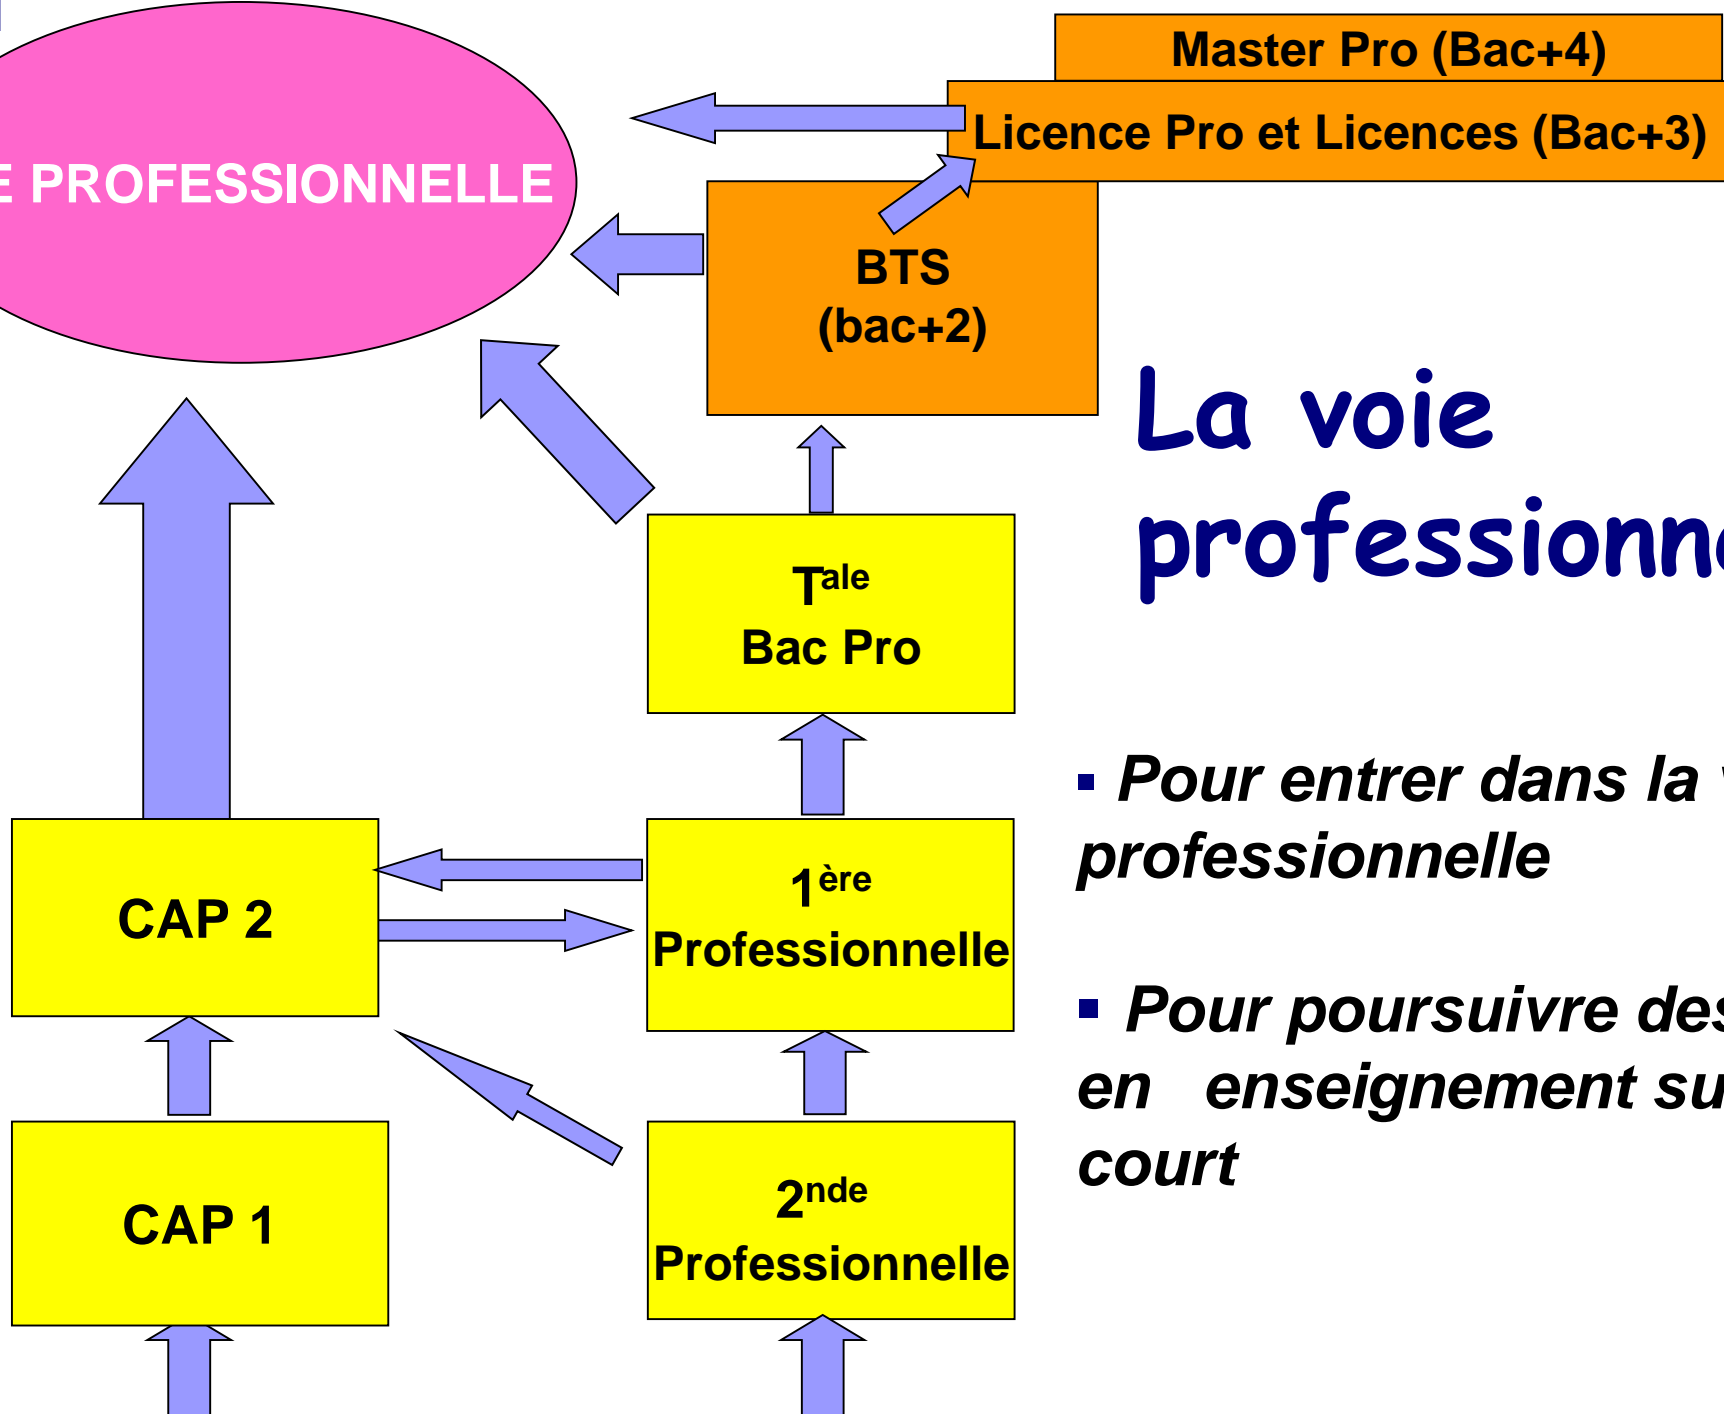 Master Pro (Bac+4)
Licence Pro et Licences (Bac+3)
E PROFESSIONNELLE
BTS
(bac+2)
La voie
professionn
Tale
Bac Pro
▪ Pour entrer dans la
professionnelle
CAP 2
1ère
Professionnelle
▪ Pour poursuivre des
en enseignement su
court
CAP 1
2nde
Professionnelle